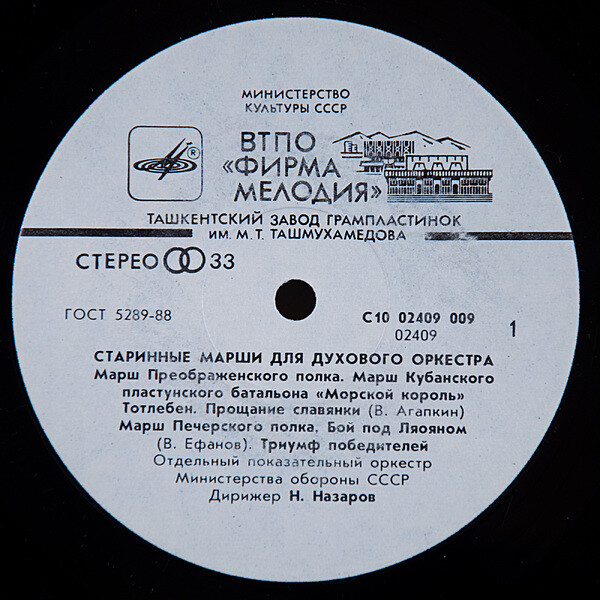 МИНИСТЕРСТВО
КУЛЬТУРЫ СССР
ВТПО
«ФИРМА
МЕЛОДИЯ»
®
ТАШКЕНТСКИЙ ЗАВОД ГРАМПЛАСТИНОК
ИМ. М. Т. ТАШМУХАМЕДОВА
СТЕРЕО 33
ГОСТ 5289-88
С10 02409 009
02409
1
СТАРИННЫЕ МАРШИ ДЛЯ ДУХОВОГО ОРКЕСТРА
Марш Преображенского полка. Марш Кубанского
пластунского батальона «Морской король»
Тотлебен. Прощание славянки (В. Агапкин)
Марш Печерского полка. Бой под Ляояном
(В. Ефанов). Триумф победителей
Отдельный показательный оркестр
Министерства обороны СССР
Дирижер Н. Назаров